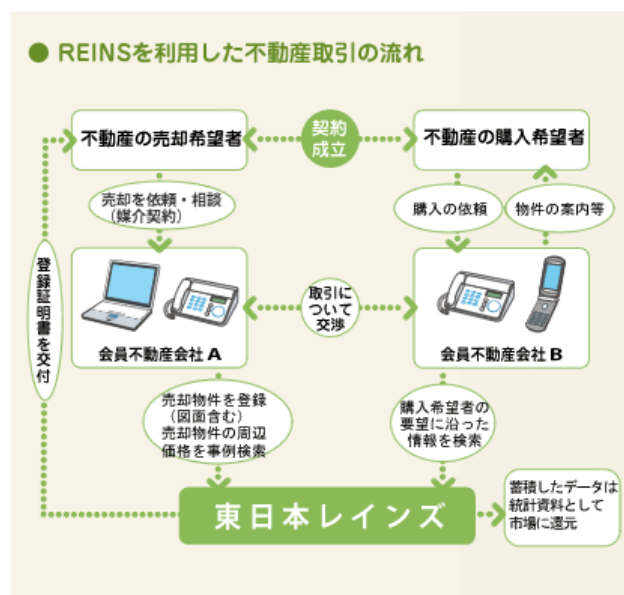 ● REINSを利用した不動産取引の流れ
不動産の売却希望者
契約
成立
不動産の購入希望者
売却を依頼・相談
(媒介契約)
購入の依頼
物件の案内等
登録証明書を交付
取引に
ついて
交渉
会員不動産会社 A
会員不動産会社 B
売却物件を登録
(図面含む)
売却物件の周辺
価格を事例検索
購入希望者の
要望に沿った
情報を検索
東日本レインズ
蓄積したデータは
統計資料として
市場に還元